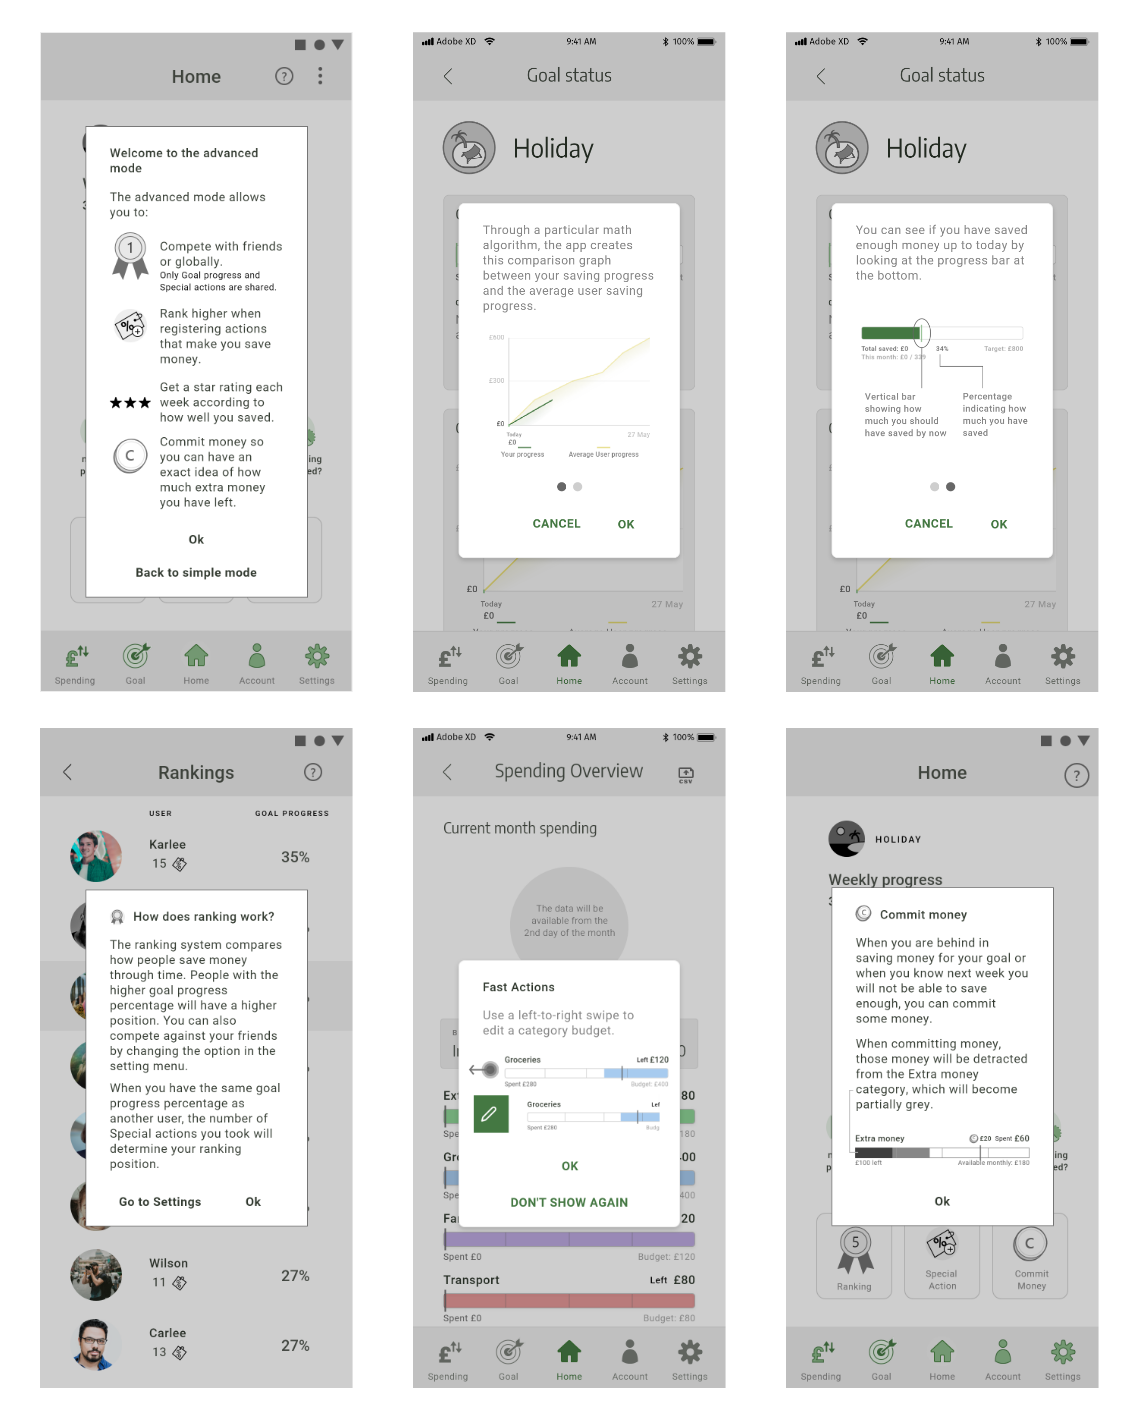 Home
?
Welcome to the advanced
mode
The advanced mode allows
you to:
1
Compete with friends
or globally.
Only Goal progress and
Special actions are shared.
Rank higher when
registering actions
that make you save
money.
Get a star rating each
week according to
how well you saved.
C
Commit money so
you can have an
exact idea of how
much extra money
you have left.
Ok
Back to simple mode
Spending
Goal
Home
Account
Settings
Adobe XD
9:41 AM
100%
Goal status
Holiday
Through a particular math
algorithm, the app creates
this comparison graph
between your saving progress
and the average user saving
progress.
£600
£300
£0
Today
27 May
£0
Your progress
Average User progress
CANCEL
OK
£0
Today
27 May
£0
Spending
Goal
Home
Account
Settings
Adobe XD
9:41 AM
100%
Goal status
Holiday
You can see if you have saved
enough money up to today by
looking at the progress bar at
the bottom.
Total saved: £0
34%
Target: £800
This month: £0 / 33
Vertical bar
showing how
much you should
have saved by now
Percentage
indicating how
much you have
saved
CANCEL
OK
£0
Today
27 May
£0
Spending
Goal
Home
Account
Settings
Rankings
?
USER
GOAL PROGRESS
Karlee
15
35%
How does ranking work?
The ranking system compares
how people save money
through time. People with the
higher goal progress
percentage will have a higher
position. You can also
compete against your friends
by changing the option in the
setting menu.
When you have the same goal
progress percentage as
another user, the number of
Special actions you took will
determine your ranking
position.
Go to Settings
Ok
Wilson
11
27%
Carlee
13
27%
Adobe XD
9:41 AM
100%
Spending Overview
CSV
Current month spending
The data will be
available from the
2nd day of the month
Fast Actions
Use a left-to-right swipe to
edit a category budget.
Groceries
Left £120
Spent £280
Budget: £400
Groceries
Lef
Spent £280
Budg
OK
DON'T SHOW AGAIN
Spent £0
Budget: £120
Transport
Left £80
Spent £0
Budget: £80
Spending
Goal
Home
Account
Settings
Home
?
HOLIDAY
Weekly progress
C
Commit money
When you are behind in
saving money for your goal or
when you know next week you
will not be able to save
enough, you can commit
some money.
When committing money,
those money will be detracted
from the Extra money
category, which will become
partially grey.
Extra money
C £20 Spent £60
£100 left
Available monthly: £180
Ok
5
Ranking
Special
Action
C
Commit
Money
Spending
Goal
Home
Account
Settings